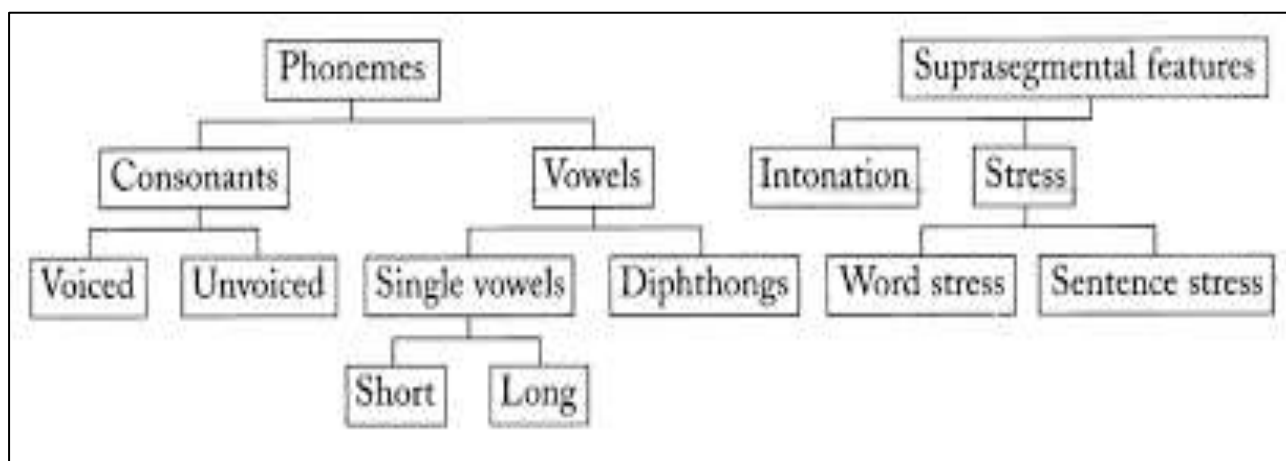 Phonemes
Suprasegmental features
Consonants
Vowels
Intonation
Stress
Voiced
Unvoiced
Single vowels
Diphthongs
Word stress
Sentence stress
Short
Long